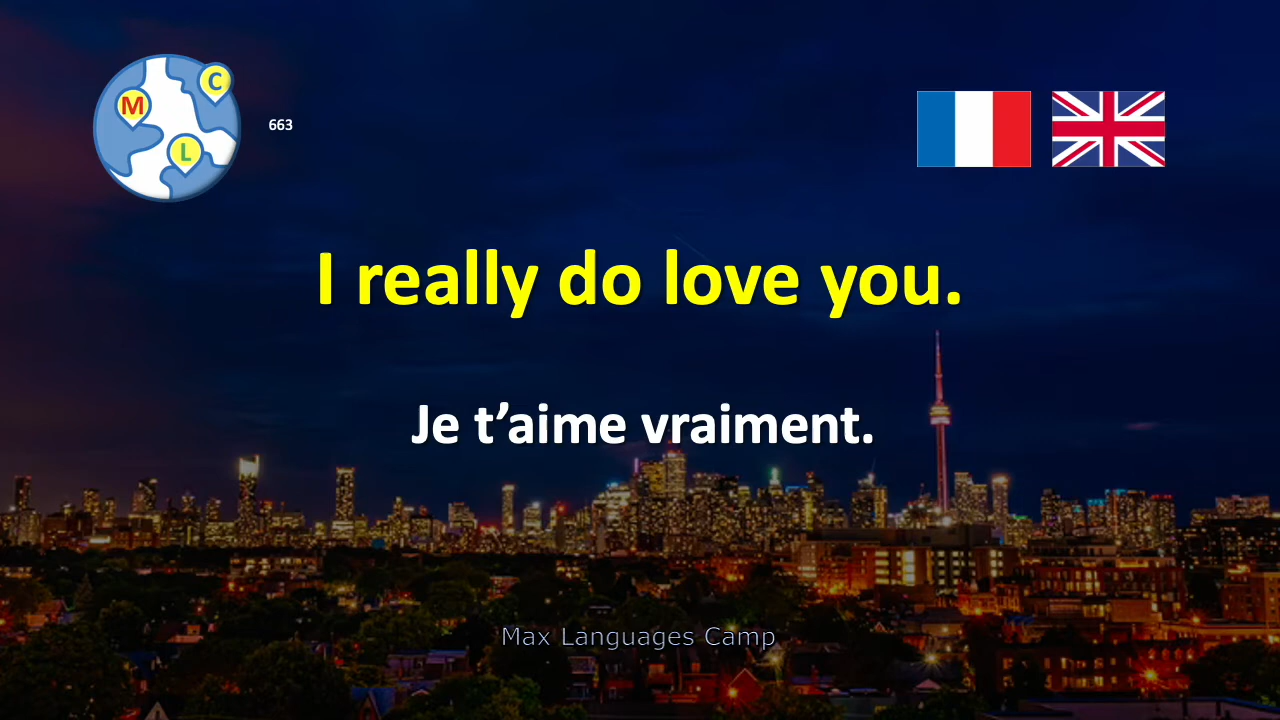 M
C
L
663
I really do love you.
Je t’aime vraiment.
Max Languages Camp